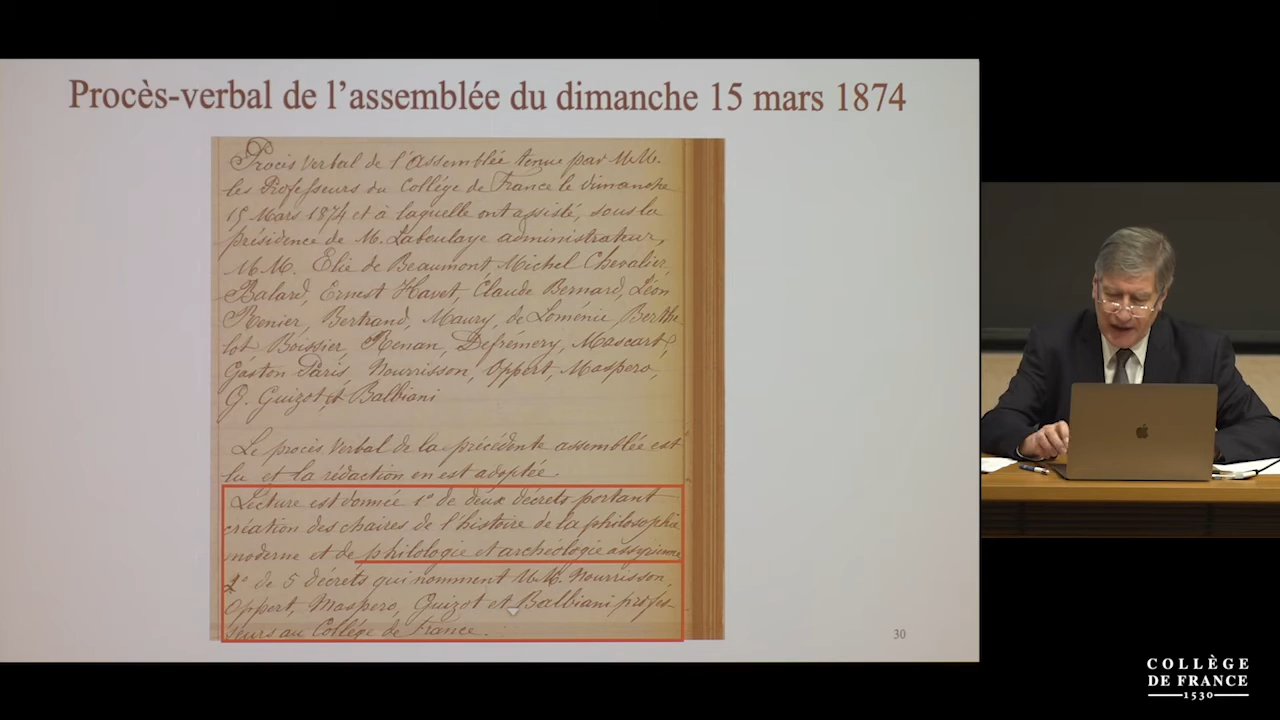 Procès-verbal de l’assemblée du dimanche 15 mars 1874
Procès verbal de l'Assemblée tenue par M.M.
les Professeurs du Collége de France le dimanche
15 Mars 1874 et à laquelle ont assisté, sous la
présidence de M. Laboulaye administrateur,
M.M. Elie de Beaumont, Michel Chevalier,
Balard, Ernest Havet, Claude Bernard, Léon
Renier, Bertrand, Maury, de Loménie, Berthe
lot Boissier, Renan, Defrémery, Mascart,
Gaston Paris, Nourrisson, Oppert, Maspero,
G. Guizot et Balbiani
Le procès verbal de la précédente assemblée est
lu et la rédaction en est adoptée.
Lecture est donnée 1° de deux décrets portant
création des chaires de l'histoire de la philosophie
moderne et de philologie et archéologie assyrienne
2° de 5 décrets qui nomment M.M. Nourrisson,
Oppert, Maspero, Guizot et Balbiani profes-
seurs au Collége de France.
30
COLLÈGE
DE FRANCE
1530